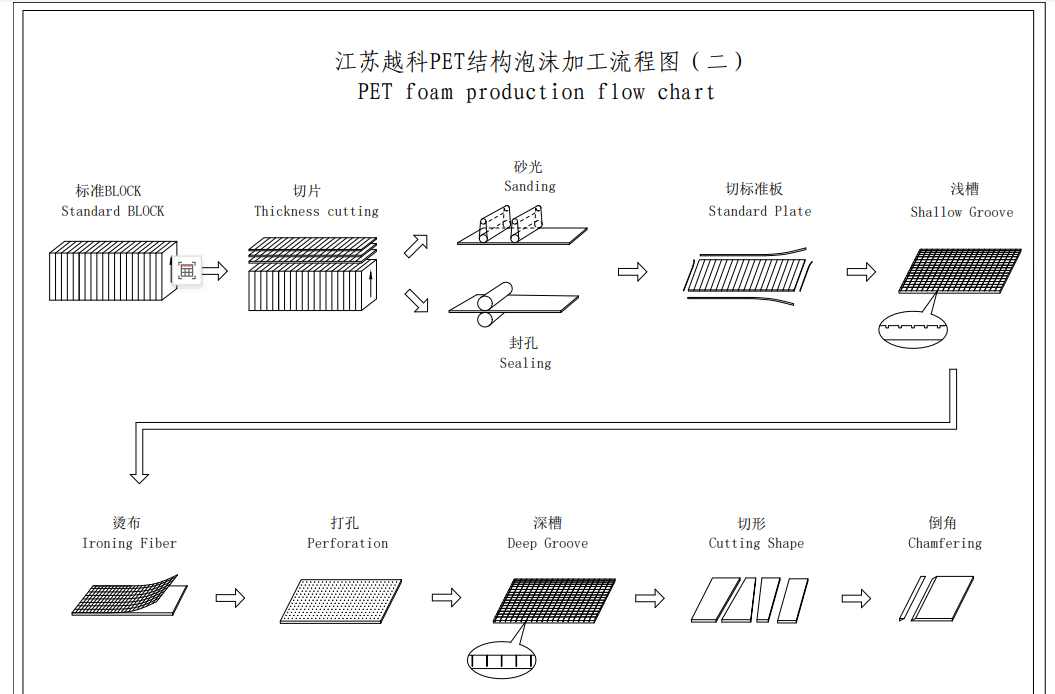 江苏越科PET结构泡沫加工流程图（二）
PET foam production flow chart
标准BLOCK
Standard BLOCK
切片
Thickness cutting
砂光
Sanding
封孔
Sealing
切标准板
Standard Plate
浅槽
Shallow Groove
烫布
Ironing Fiber
打孔
Perforation
深槽
Deep Groove
切形
Cutting Shape
倒角
Chamfering